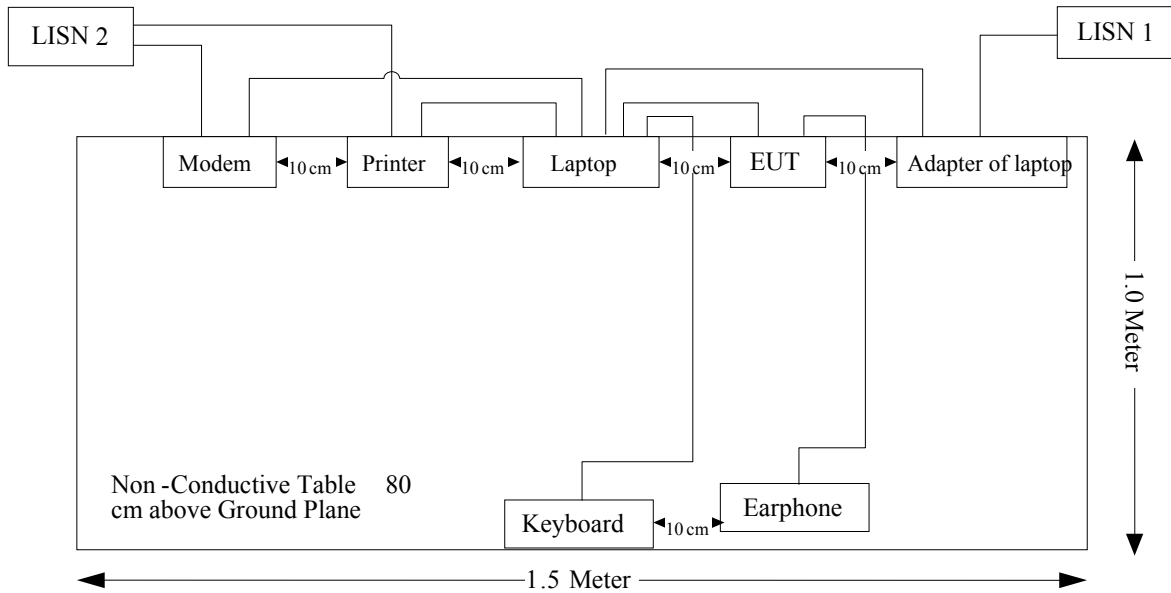 LISN 2
LISN 1
Modem
10 cm
Printer
10 cm
Laptop
10 cm
EUT
10 cm
Adapter of laptop
1.0 Meter
Non -Conductive Table 80
cm above Ground Plane
Keyboard
10 cm
Earphone
1.5 Meter